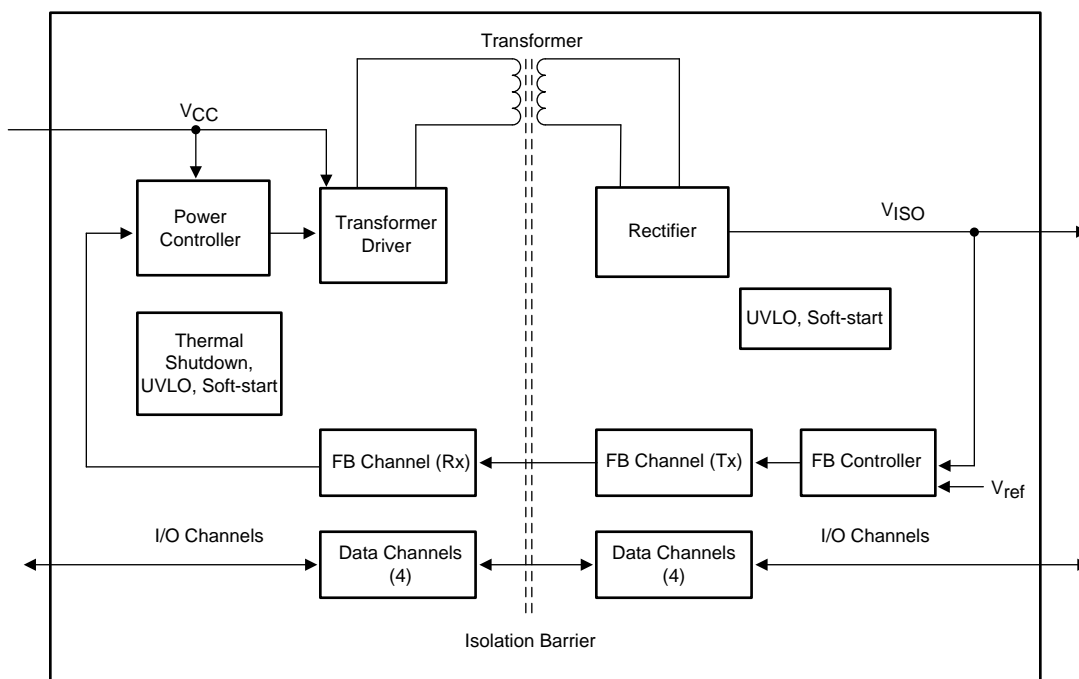 Transformer
VCC
Power
Controller
Transformer
Driver
Rectifier
VISO
Thermal
Shutdown,
UVLO, Soft-start
UVLO, Soft-start
FB Channel (Rx)
FB Channel (Tx)
FB Controller
Vref
I/O Channels
Data Channels
(4)
Data Channels
(4)
I/O Channels
Isolation Barrier